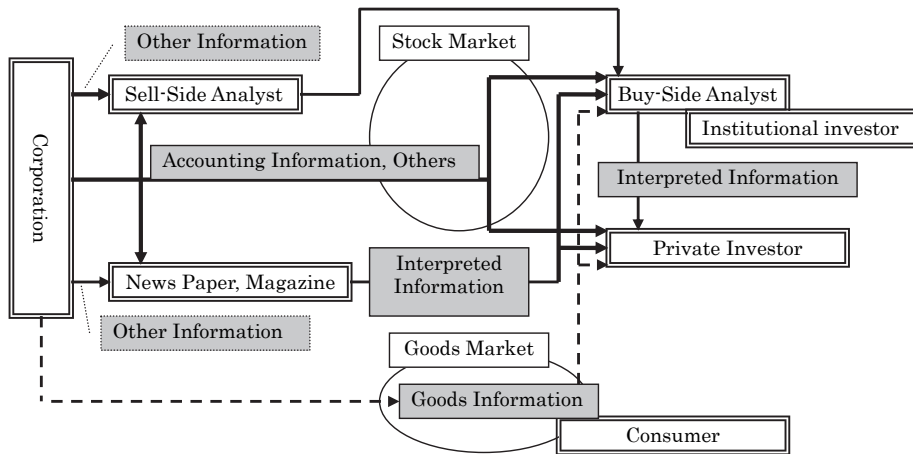 Other Information
Stock Market
Sell-Side Analyst
Buy-Side Analyst
Institutional investor
Corporation
Accounting Information, Others
Interpreted Information
Private Investor
News Paper, Magazine
Interpreted
Information
Other Information
Goods Market
Goods Information
Consumer